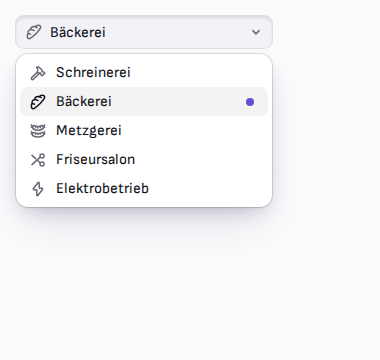 Bäckerei
Schreinerei
Bäckerei
Metzgerei
Friseursalon
Elektrobetrieb